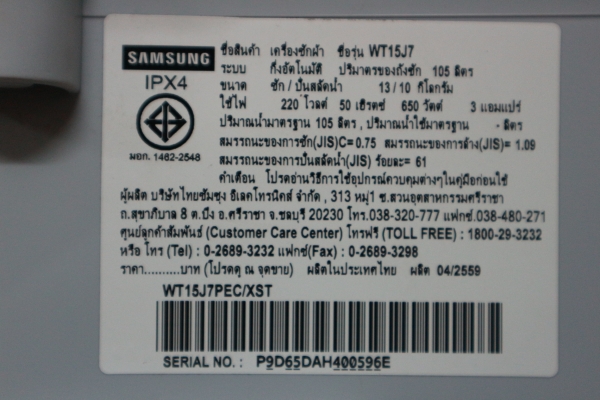 SAMSUNG
IPX4
มอก. 1462-2548
ชื่อสินค้า เครื่องซักผ้า ชื่อรุ่น WT15J7
ระบบ กึ่งอัตโนมัติ ปริมาตรของถังซัก 105 ลิตร
ขนาด ซัก / ปั่นสลัดน้ำ 13/10 กิโลกรัม
ใช้ไฟ 220 โวลต์ 50 เฮิรตซ์ 650 วัตต์ 3 แอมแปร์
ปริมาณน้ำมาตรฐาน 105 ลิตร , ปริมาณน้ำใช้มาตรฐาน - ลิตร
สมรรถนะของการซัก(JIS)C= 0.75 สมรรถนะของการล้าง(JIS)= 1.09
สมรรถนะของการปั่นสลัดน้ำ(JIS) ร้อยละ= 61
คำเตือน โปรดอ่านวิธีการใช้อุปกรณ์ควบคุมต่างๆในคู่มือก่อนใช้
ผู้ผลิต บริษัทไทยซัมซุง อิเลคโทรนิคส์ จำกัด , 313 หมู่1 ซ.สวนอุตสาหกรรมศรีราชา
ถ.สุขาภิบาล 8 ต.บึง อ.ศรีราชา จ.ชลบุรี 20230 โทร.038-320-777 แฟกซ์.038-480-271
ศูนย์ลูกค้าสัมพันธ์ (Customer Care Center) โทรฟรี (TOLL FREE) : 1800-29-3232
หรือ โทร (Tel) : 0-2689-3232 แฟกซ์(Fax) : 0-2689-3298
ราคา..........บาท (โปรดดู ณ จุดขาย) ผลิตในประเทศไทย ผลิต 04/2559
WT15J7PEC/XST
SERIAL NO. : P9D65DAH400596E